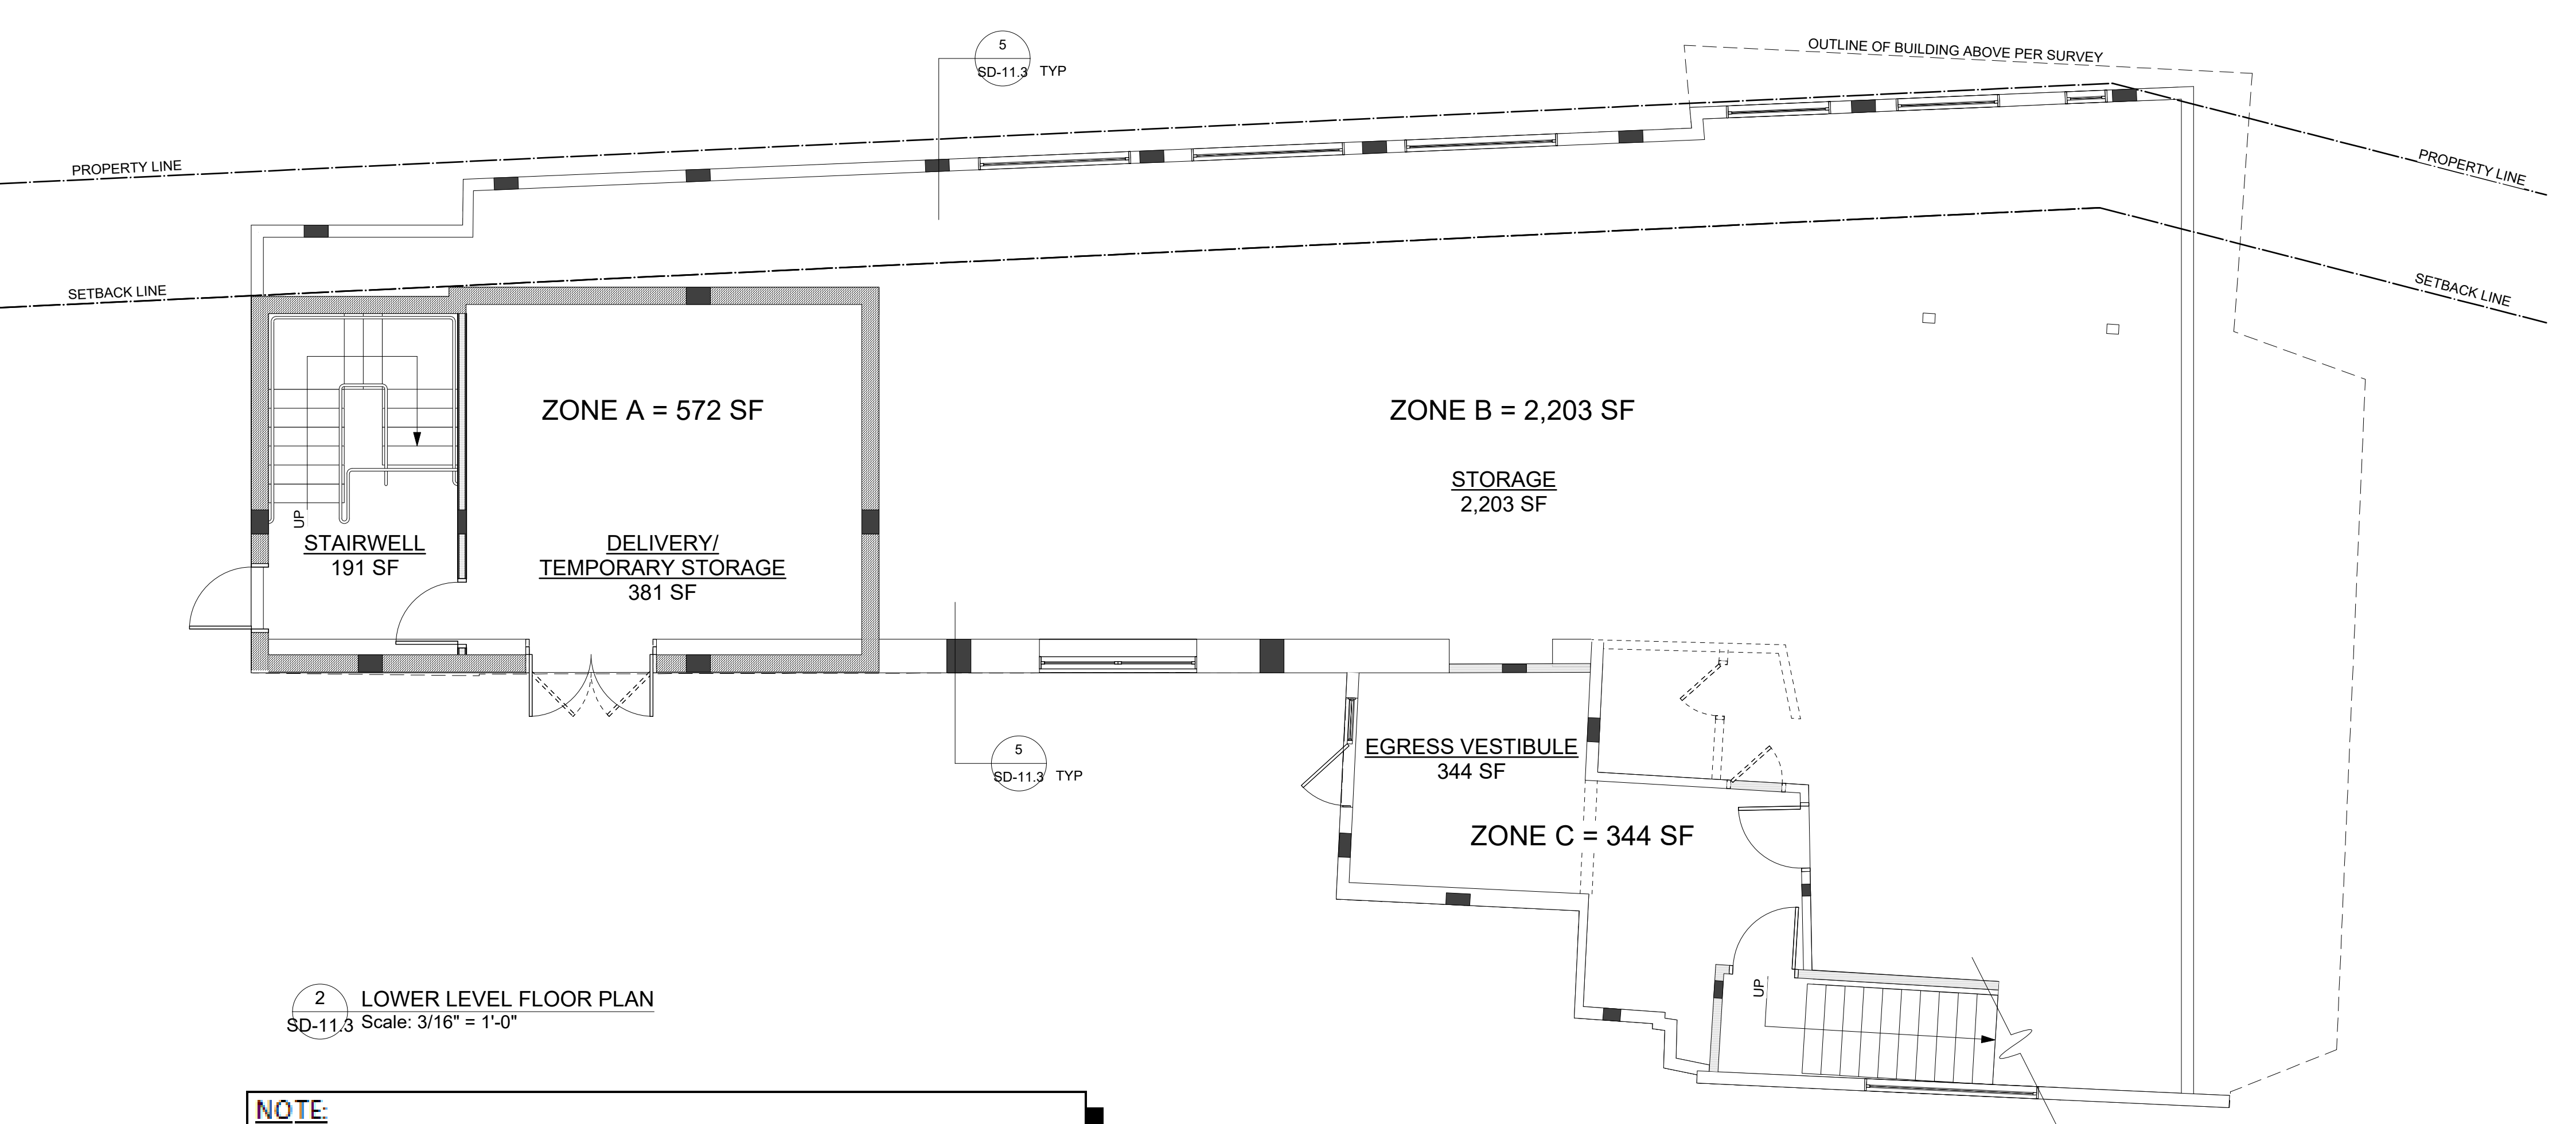 5
SD-11.3 TYP
OUTLINE OF BUILDING ABOVE PER SURVEY
PROPERTY LINE
PROPERTY LINE
SETBACK LINE
SETBACK LINE
ZONE A = 572 SF
ZONE B = 2,203 SF
STORAGE
2,203 SF
UP
STAIRWELL
191 SF
DELIVERY/
TEMPORARY STORAGE
381 SF
5
SD-11.3 TYP
EGRESS VESTIBULE
344 SF
ZONE C = 344 SF
UP
2
SD-11.3
LOWER LEVEL FLOOR PLAN
Scale: 3/16" = 1'-0"
NOTE: